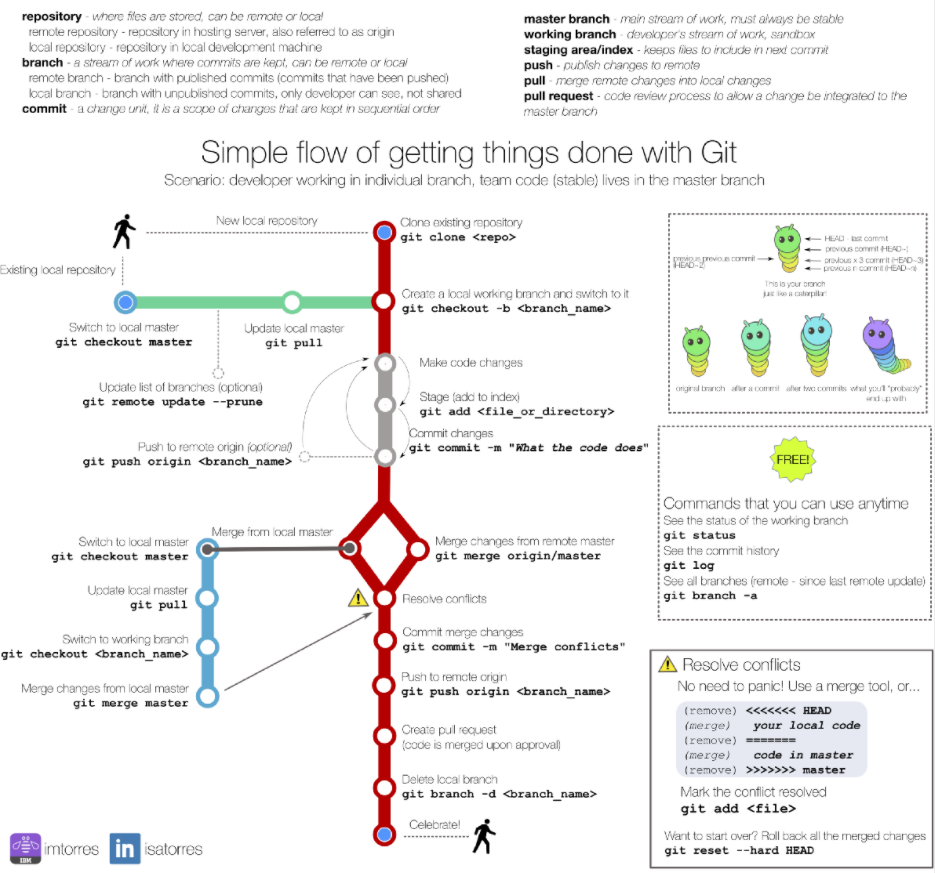 repository - where files are stored, can be remote or local
remote repository - repository in hosting server, also referred to as origin
local repository - repository in local development machine
branch - a stream of work where commits are kept, can be remote or local
remote branch - branch with published commits (commits that have been pushed)
local branch - branch with unpublished commits, only developer can see, not shared
commit - a change unit, it is a scope of changes that are kept in sequential order
master branch - main stream of work, must always be stable
working branch - developer's stream of work, sandbox
staging area/index - keeps files to include in next commit
push - publish changes to remote
pull - merge remote changes into local changes
pull request - code review process to allow a change be integrated to the
master branch
Simple flow of getting things done with Git
Scenario: developer working in individual branch, team code (stable) lives in the master branch
New local repository
Clone existing repository
git clone <repo>
Existing local repository
Switch to local master
git checkout master
Update local master
git pull
Create a local working branch and switch to it
git checkout -b <branch_name>
Update list of branches (optional)
git remote update --prune
Make code changes
Stage (add to index)
git add <file_or_directory>
Commit changes
git commit -m "What the code does"
Push to remote origin (optional)
git push origin <branch_name>
Merge from local master
Switch to local master
git checkout master
Merge changes from remote master
git merge origin/master
Update local master
git pull
Resolve conflicts
Switch to working branch
git checkout <branch_name>
Commit merge changes
git commit -m "Merge conflicts"
Merge changes from local master
git merge master
Push to remote origin
git push origin <branch_name>
Create pull request
(code is merged upon approval)
Delete local branch
git branch -d <branch_name>
Celebrate!
HEAD - last commit
previous commit (HEAD~)
previous previous commit
(HEAD~2)
previous x 3 commit (HEAD~3)
previous n commit (HEAD~n)
This is your branch
just like a caterpillar!
original branch
after a commit
after two commits
what you'll "probably"
end up with
FREE!
Commands that you can use anytime
See the status of the working branch
git status
See the commit history
git log
See all branches (remote - since last remote update)
git branch -a
Resolve conflicts
No need to panic! Use a merge tool, or...
(remove) <<<<<<< HEAD
(merge) your local code
(remove) =======
(merge) code in master
(remove) >>>>>>> master
Mark the conflict resolved
git add <file>
Want to start over? Roll back all the merged changes
git reset --hard HEAD
IBM
imtorres
in
isatorres